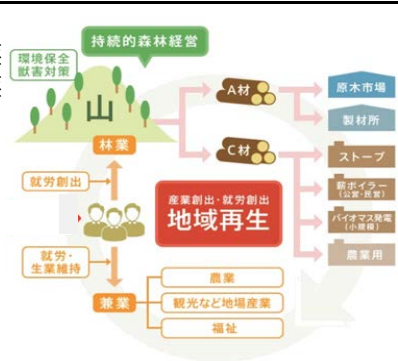 持続的森林経営
環境保全
獣害対策
山
林業
A材
原木市場
製材所
C材
ストーブ
薪ボイラー
(公営・民営)
バイオマス発電
(小規模)
農業用
就労創出
産業創出・就労創出
地域再生
就労・
生業維持
兼業
農業
観光など地場産業
福祉